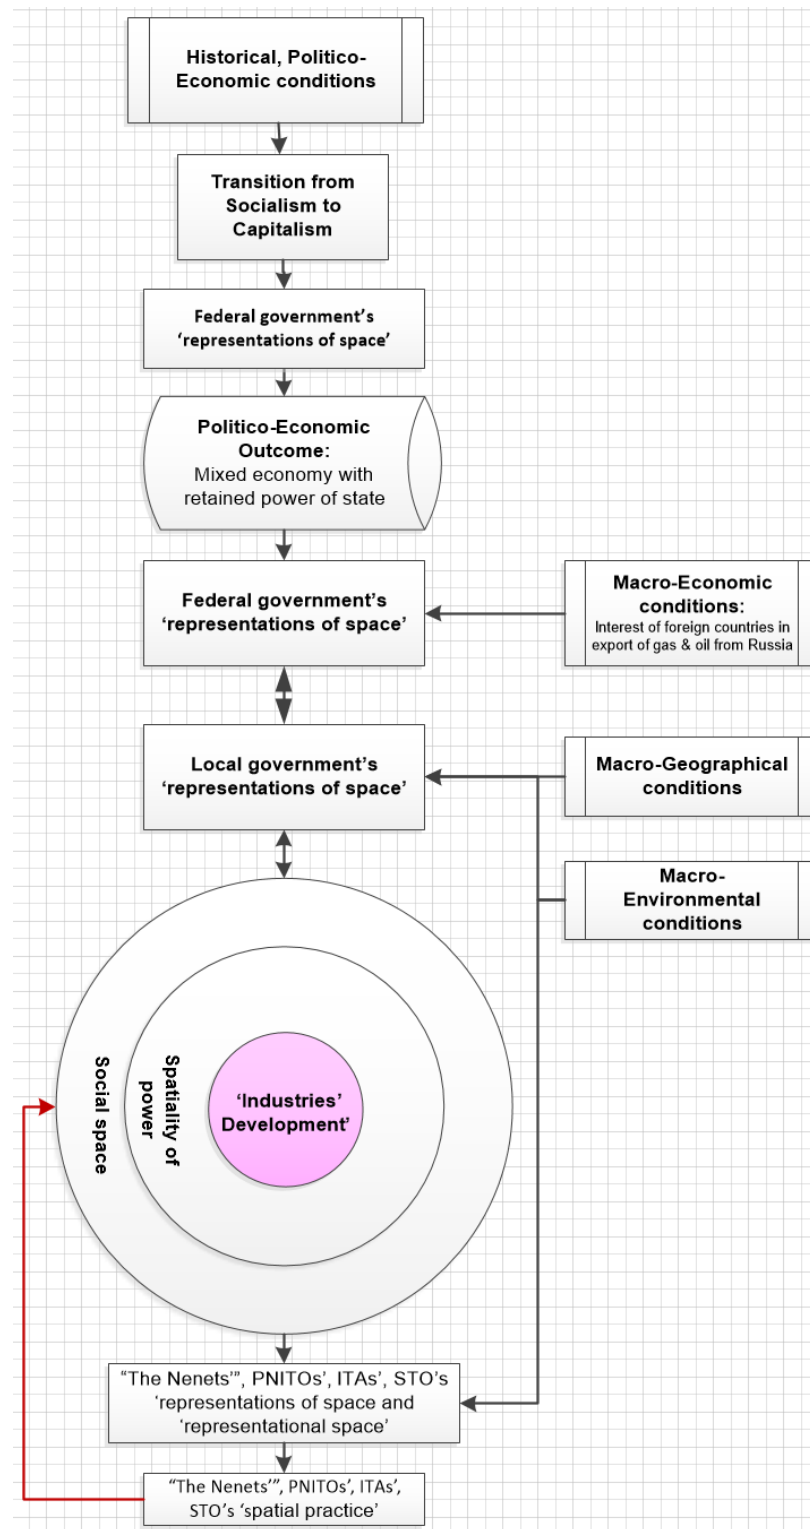 Historical, Politico-
Economic conditions
Transition from
Socialism to
Capitalism
Federal government's
‘representations of space’
Politico-Economic
Outcome:
Mixed economy with
retained power of state
Federal government's
‘representations of space’
Macro-Economic
conditions:
Interest of foreign countries in
export of gas & oil from Russia
Local government's
‘representations of space’
Macro-Geographical
conditions
Macro-
Environmental
conditions
Social space
Spatiality of
power
‘Industries’
Development’
“The Nenets’”, PNITOs’, ITAs’, STO's
‘representations of space and
‘representational space’
“The Nenets’”, PNITOs’, ITAs’,
STO's ‘spatial practice’